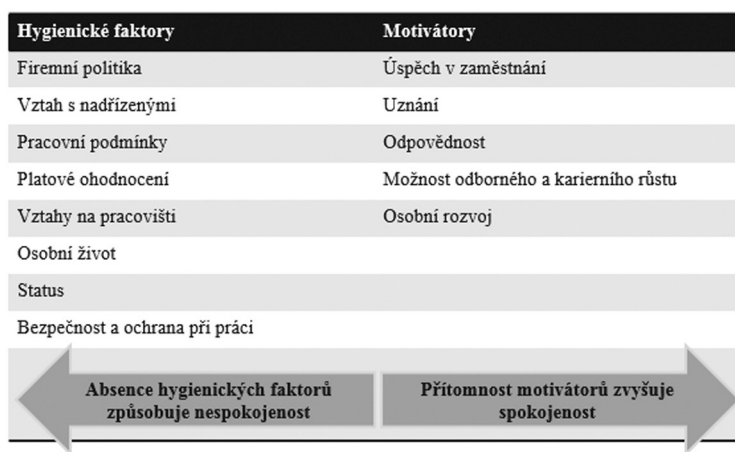 Hygienické faktory Motivátory
Firemní politika Úspěch v zaměstnání
Vztah s nadřízenými Uznání
Pracovní podmínky Odpovědnost
Platové ohodnocení Možnost odborného a karierního růstu
Vztahy na pracovišti Osobní rozvoj
Osobní život
Status
Bezpečnost a ochrana při práci
Absence hygienických faktorů
způsobuje nespokojenost
Přítomnost motivátorů zvyšuje
spokojenost